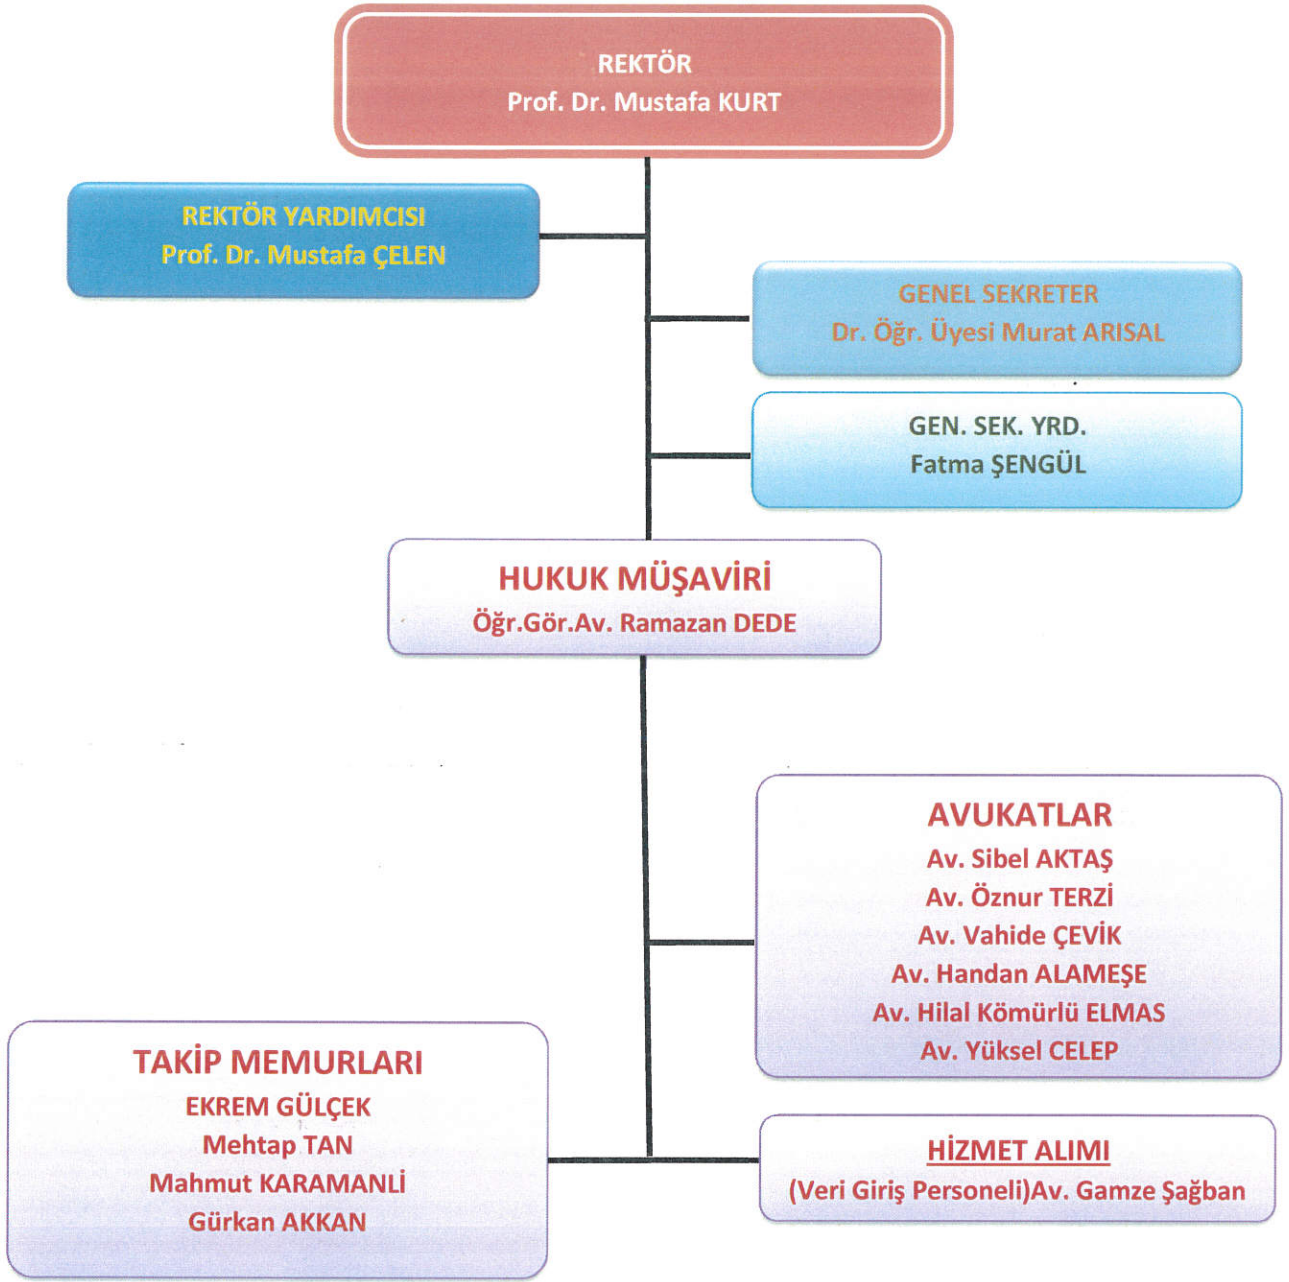 REKTÖR
Prof. Dr. Mustafa KURT
REKTÖR YARDIMCISI
Prof. Dr. Mustafa ÇELEN
GENEL SEKRETER
Dr. Öğr. Üyesi Murat ARISAL
GEN. SEK. YRD.
Fatma ŞENGÜL
HUKUK MÜŞAVİRİ
Öğr.Gör.Av. Ramazan DEDE
AVUKATLAR
Av. Sibel AKTAŞ
Av. Öznur TERZİ
Av. Vahide ÇEVİK
Av. Handan ALAMEŞE
Av. Hilal Kömürlü ELMAS
Av. Yüksel CELEP
TAKİP MEMURLARI
EKREM GÜLÇEK
Mehtap TAN
Mahmut KARAMANLİ
Gürkan AKKAN
HİZMET ALIMI
(Veri Giriş Personeli)Av. Gamze Şağban